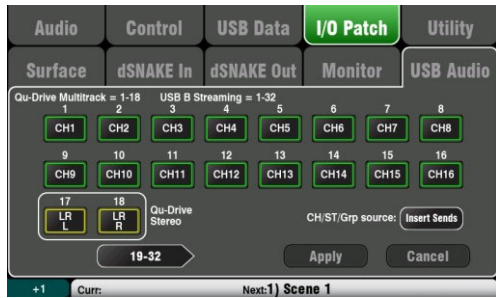 Audio Control USB Data I/O Patch Utility
Surface dSNAKE In dSNAKE Out Monitor USB Audio
Qu-Drive Multitrack = 1-18 USB B Streaming = 1-32
1 2 3 4 5 6 7 8
CH1 CH2 CH3 CH4 CH5 CH6 CH7 CH8
9 10 11 12 13 14 15 16
CH9 CH10 CH11 CH12 CH13 CH14 CH15 CH16
17 18
LR LR Qu-Drive
L R Stereo
CH/ST/Grp source: Insert Sends
19-32 Apply Cancel
+1 Curr: Next:1) Scene 1